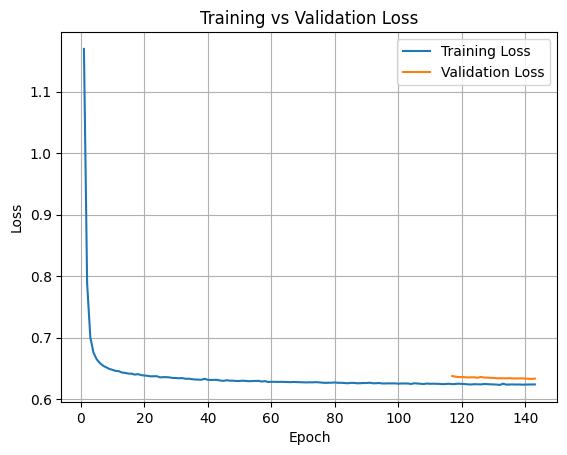 Training vs Validation Loss
Training Loss
Validation Loss
1.1
1.0
0.9
0.8
0.7
0.6
Loss
0 20 40 60 80 100 120 140
Epoch